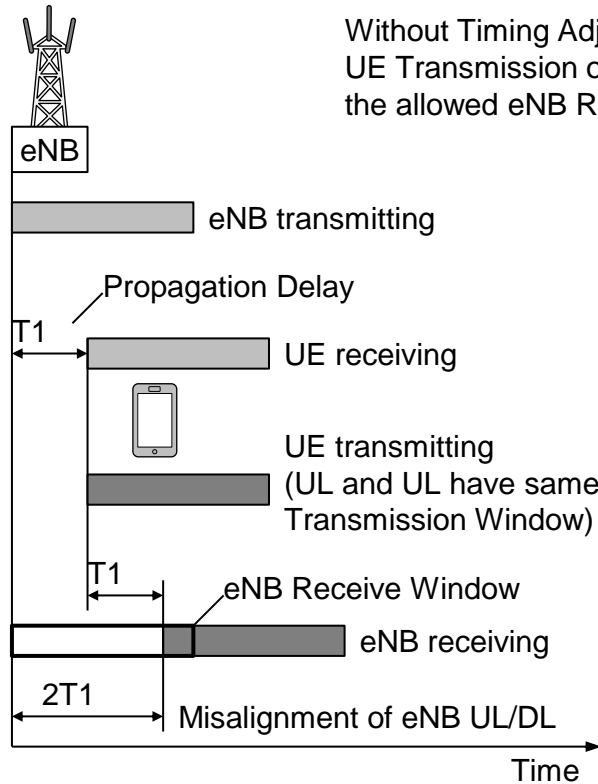 Without Timing Adj
UE Transmission
the allowed eNB R
eNB
eNB transmitting
Propagation Delay
T1
UE receiving
UE transmitting
(UL and UL have same
Transmission Window)
T1
eNB Receive Window
eNB receiving
2T1
Misalignment of eNB UL/DL
Time